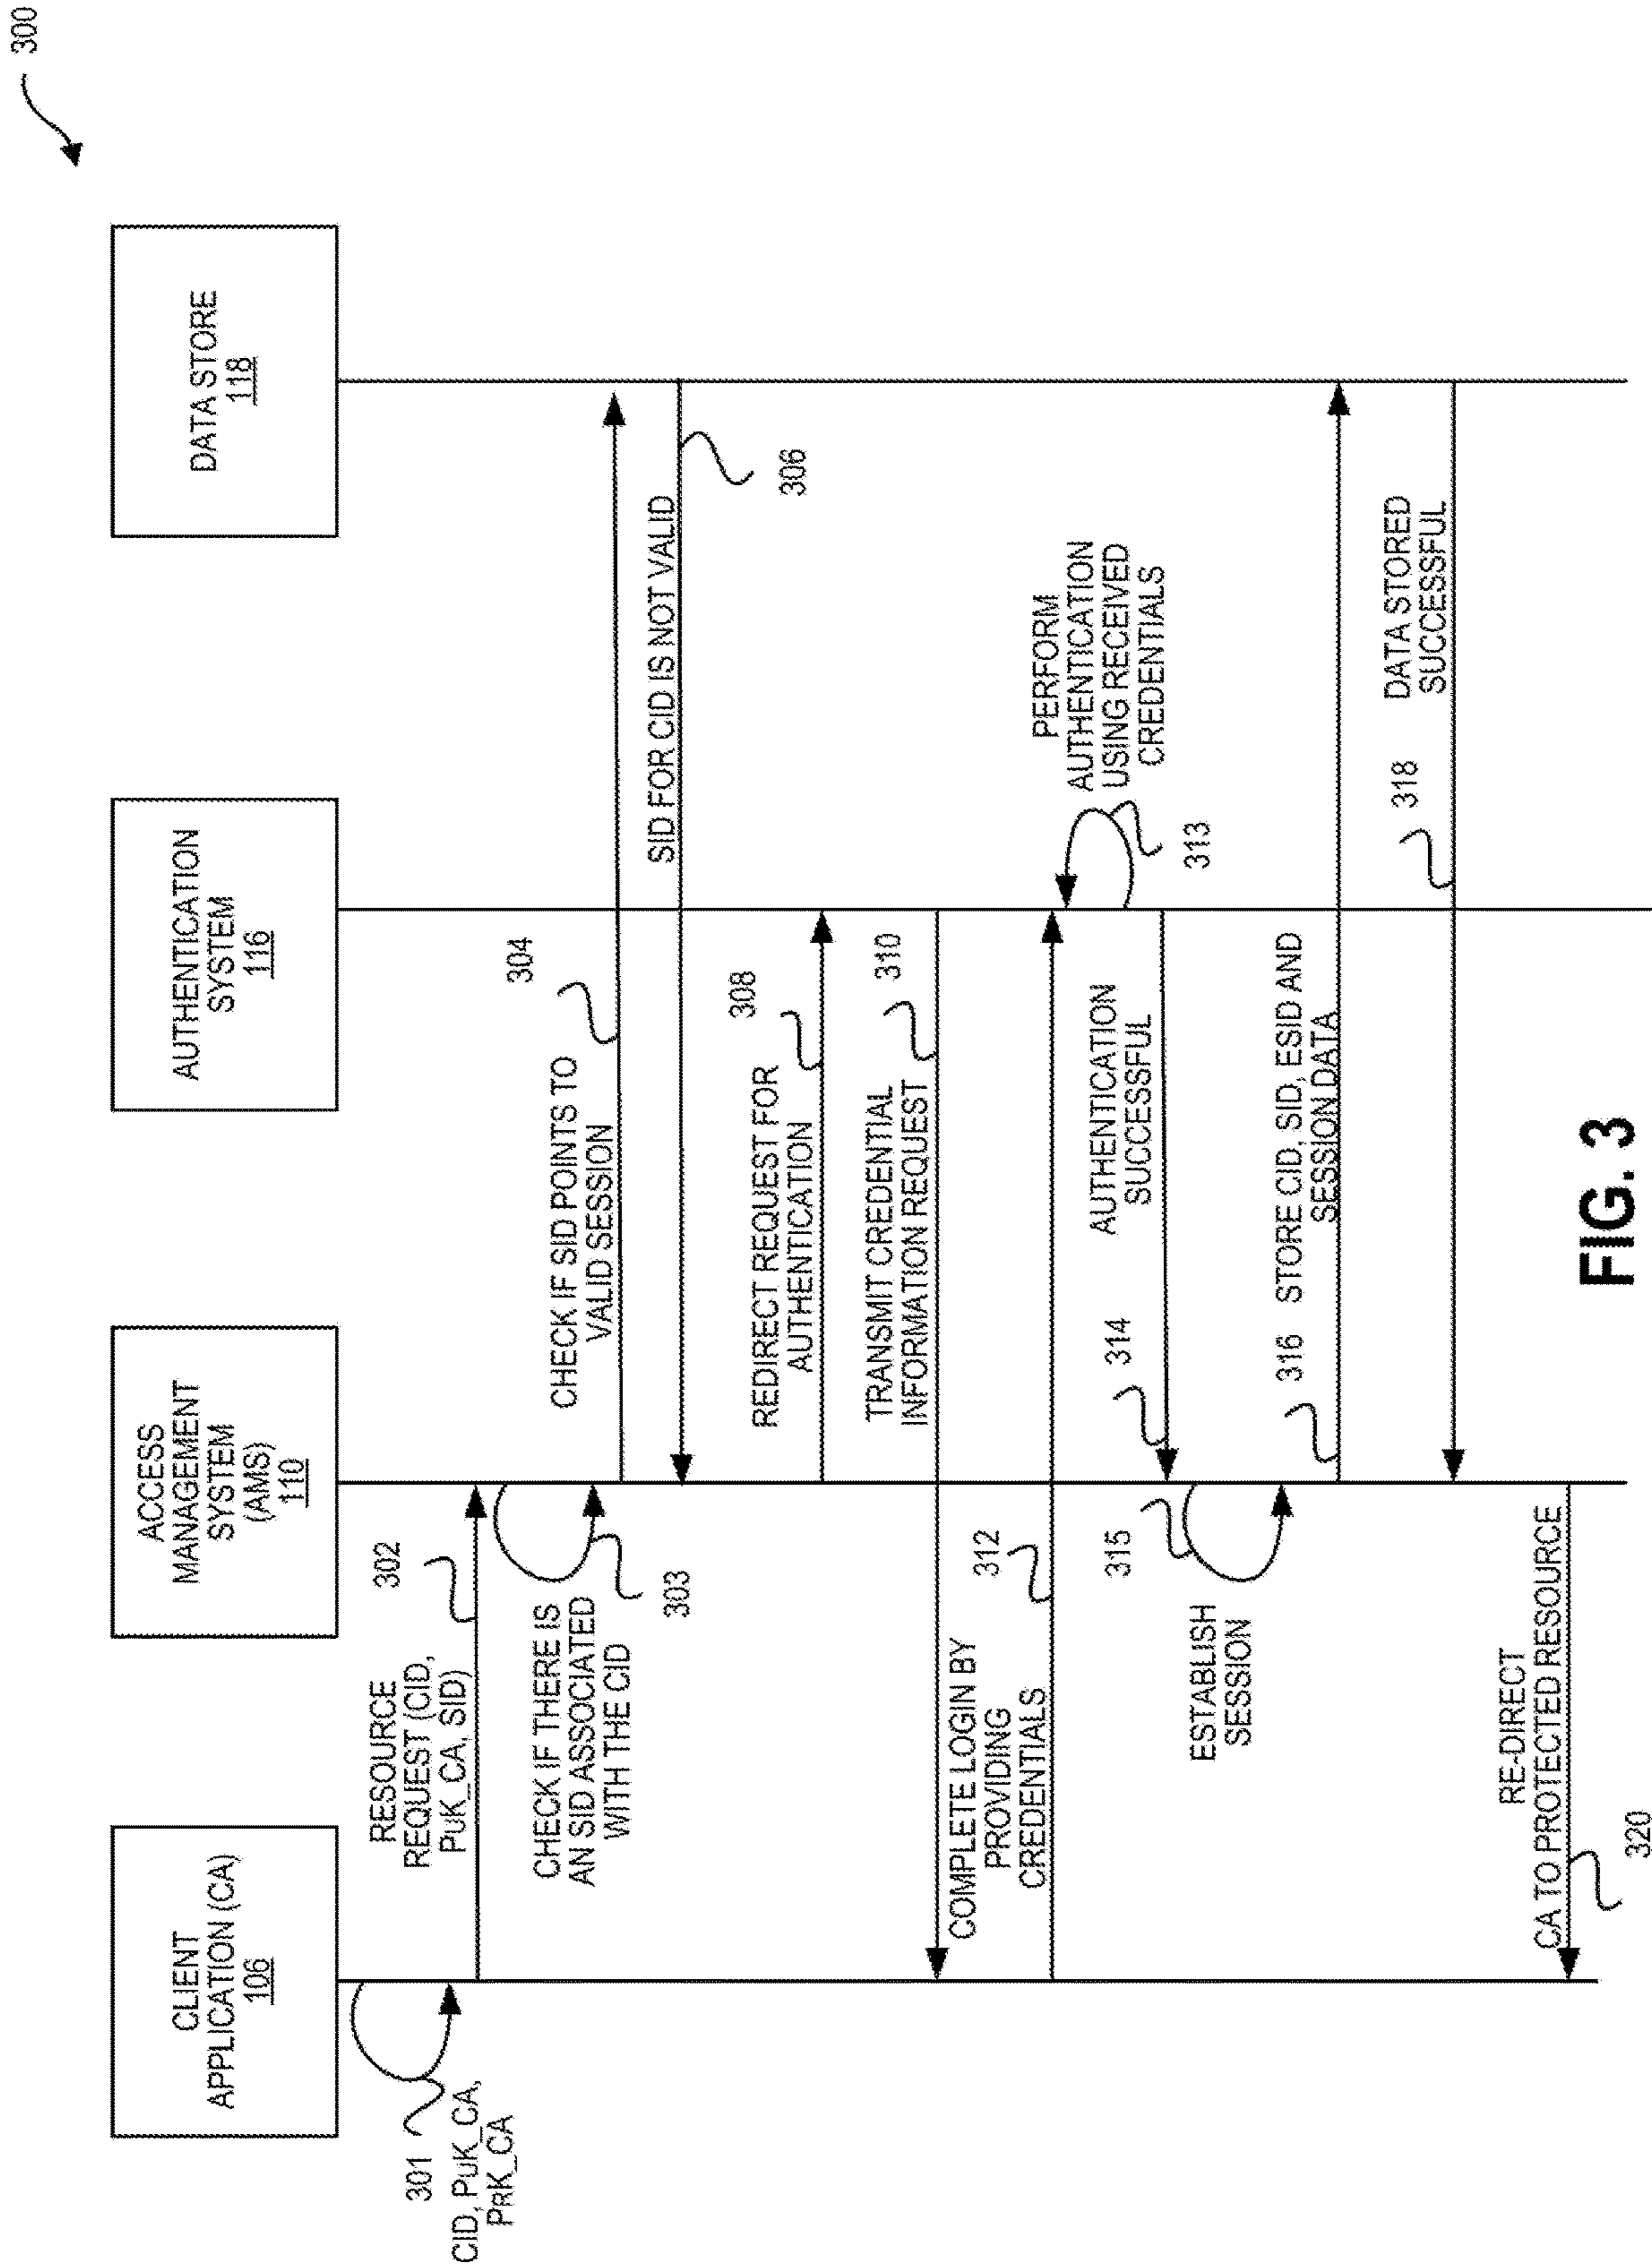 300
CLIENT
APPLICATION (CA)
106
ACCESS
MANAGEMENT
SYSTEM
(AMS)
110
AUTHENTICATION
SYSTEM
116
DATA STORE
118
301
CID, PUK_CA,
PRK_CA
RESOURCE
REQUEST (CID,
PUK_CA, SID)
302
CHECK IF THERE IS
AN SID ASSOCIATED
WITH THE CID
303
CHECK IF SID POINTS TO
VALID SESSION
304
SID FOR CID IS NOT VALID
306
REDIRECT REQUEST FOR
AUTHENTICATION
308
TRANSMIT CREDENTIAL
INFORMATION REQUEST
310
COMPLETE LOGIN BY
PROVIDING
CREDENTIALS
312
PERFORM
AUTHENTICATION
USING RECEIVED
CREDENTIALS
313
314
AUTHENTICATION
SUCCESSFUL
315
ESTABLISH
SESSION
316 STORE CID, SID, ESID AND
SESSION DATA
318
DATA STORED
SUCCESSFUL
RE-DIRECT
CA TO PROTECTED RESOURCE
320
FIG. 3